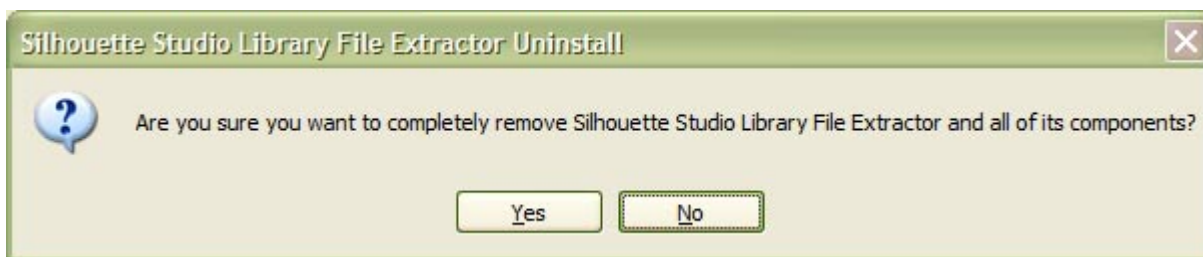 Silhouette Studio Library File Extractor Uninstall
Are you sure you want to completely remove Silhouette Studio Library File Extractor and all of its components?
Yes
No